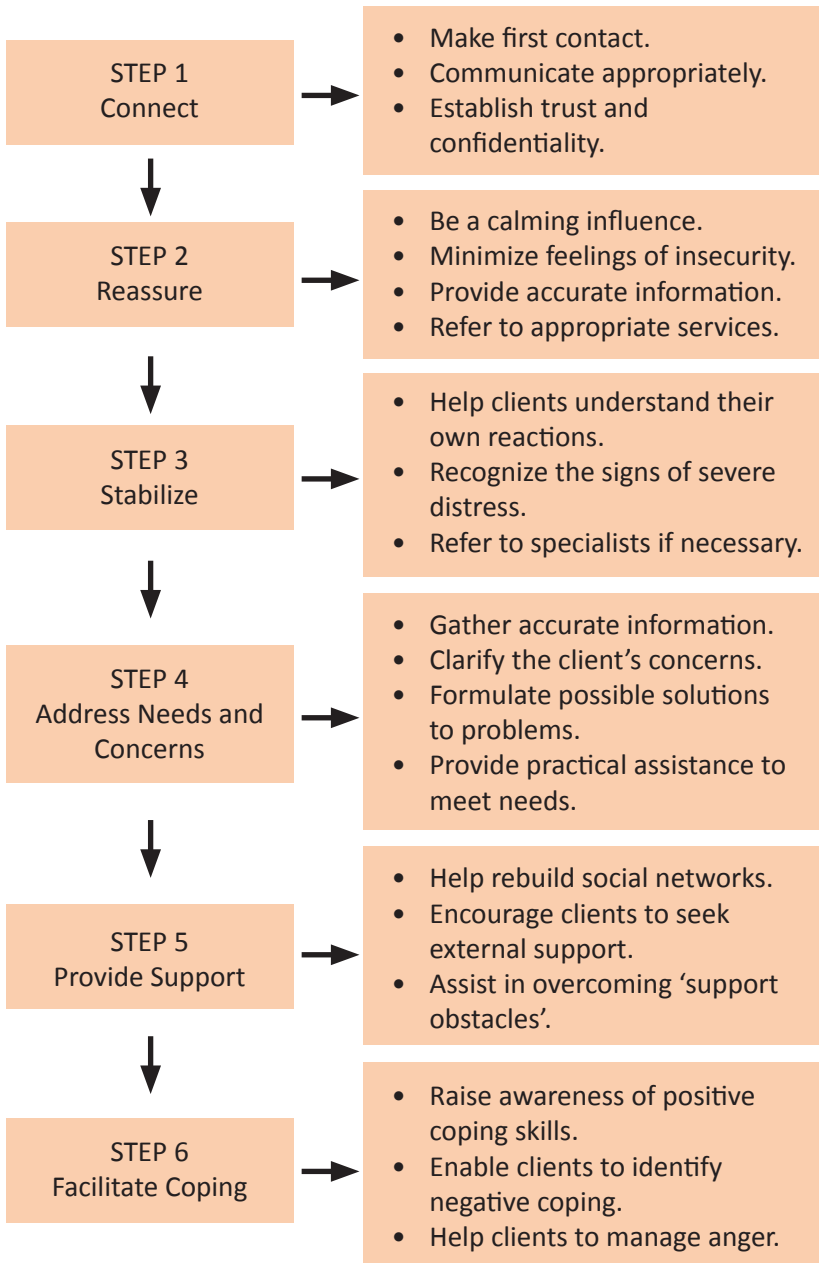 STEP 1
Connect
• Make first contact.
• Communicate appropriately.
• Establish trust and
confidentiality.
STEP 2
Reassure
• Be a calming influence.
• Minimize feelings of insecurity.
• Provide accurate information.
• Refer to appropriate services.
STEP 3
Stabilize
• Help clients understand their
own reactions.
• Recognize the signs of severe
distress.
• Refer to specialists if necessary.
STEP 4
Address Needs and
Concerns
• Gather accurate information.
• Clarify the client’s concerns.
• Formulate possible solutions
to problems.
• Provide practical assistance to
meet needs.
STEP 5
Provide Support
• Help rebuild social networks.
• Encourage clients to seek
external support.
• Assist in overcoming ‘support
obstacles’.
STEP 6
Facilitate Coping
• Raise awareness of positive
coping skills.
• Enable clients to identify
negative coping.
• Help clients to manage anger.